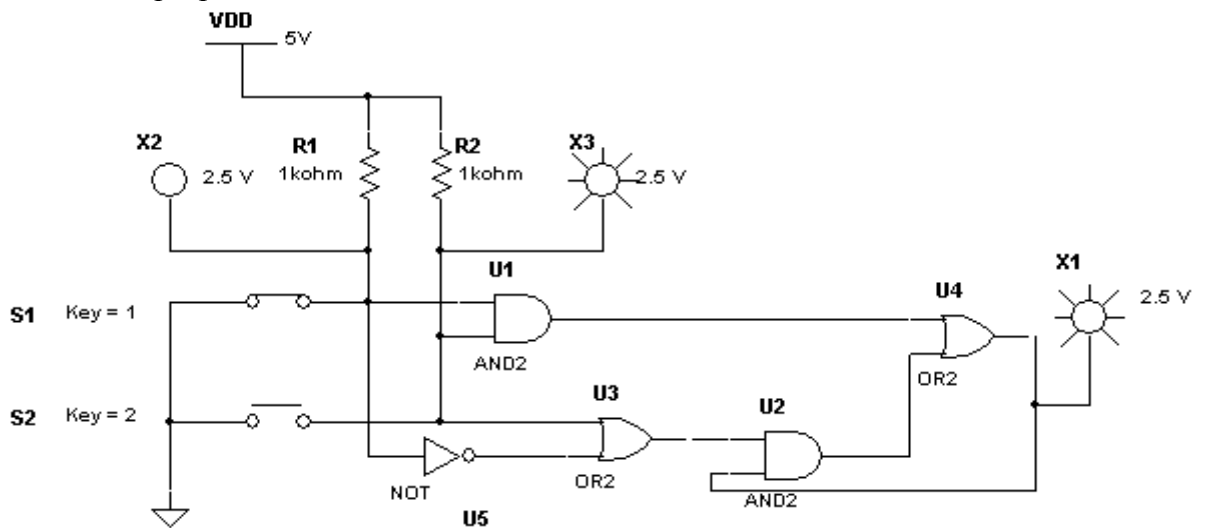 VDD
5V
X2
2.5 V
R1
1kohm
R2
1kohm
X3
2.5 V
U1
AND2
U4
OR2
X1
2.5 V
S1 Key = 1
S2 Key = 2
U3
OR2
U2
AND2
NOT
U5